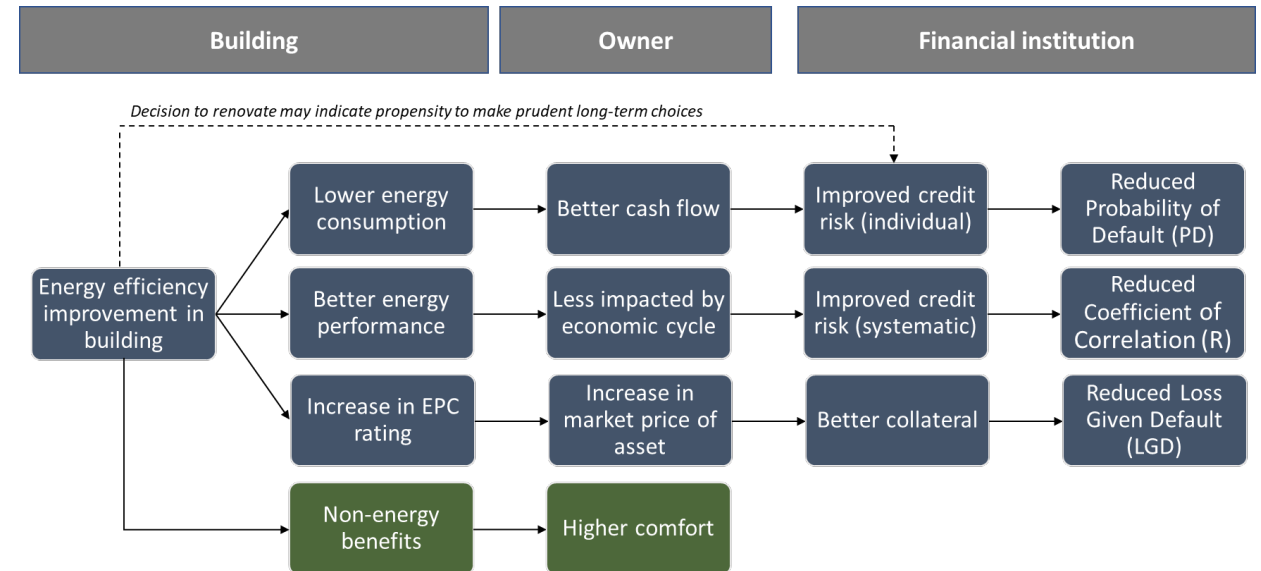 Building
Owner
Financial institution
Decision to renovate may indicate propensity to make prudent long-term choices
Lower energy
consumption
Better cash flow
Improved credit
risk (individual)
Reduced
Probability of
Default (PD)
Energy efficiency
improvement in
building
Better energy
performance
Less impacted by
economic cycle
Improved credit
risk (systematic)
Reduced
Coefficient of
Correlation (R)
Increase in EPC
rating
Increase in
market price of
asset
Better collateral
Reduced Loss
Given Default
(LGD)
Non-energy
benefits
Higher comfort